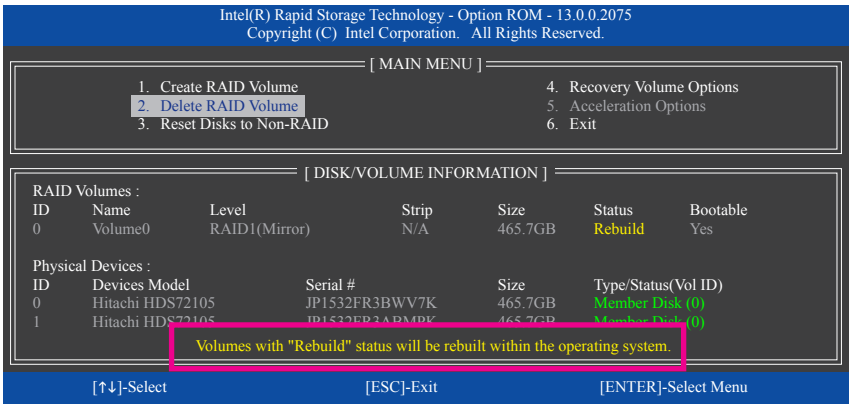 Intel(R) Rapid Storage Technology - Option ROM - 13.0.0.2075
Copyright (C) Intel Corporation. All Rights Reserved.
[ MAIN MENU ]
1. Create RAID Volume 4. Recovery Volume Options
2. Delete RAID Volume 5. Acceleration Options
3. Reset Disks to Non-RAID 6. Exit
[ DISK/VOLUME INFORMATION ]
RAID Volumes :
ID Name Level Strip Size Status Bootable
0 Volume0 RAID1(Mirror) N/A 465.7GB Rebuild Yes
Physical Devices :
ID Devices Model Serial # Size Type/Status(Vol ID)
0 Hitachi HDS72105 JP1532FR3BWV7K 465.7GB Member Disk (0)
1 Hitachi HDS72105 JP1532FR3ABMPK 465.7GB Member Disk (0)
Volumes with "Rebuild" status will be rebuilt within the operating system.
[↑↓]-Select [ESC]-Exit [ENTER]-Select Menu